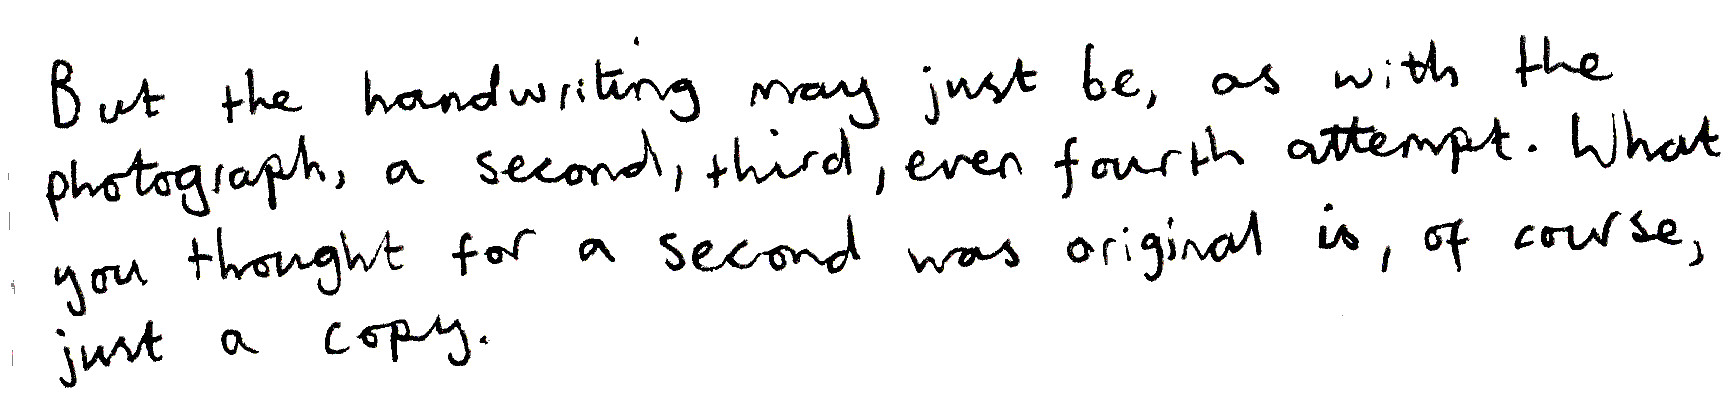 But the handwriting may just be, as with the
photograph, a second, third, even fourth attempt. What
you thought for a second was original is, of course,
just a copy.